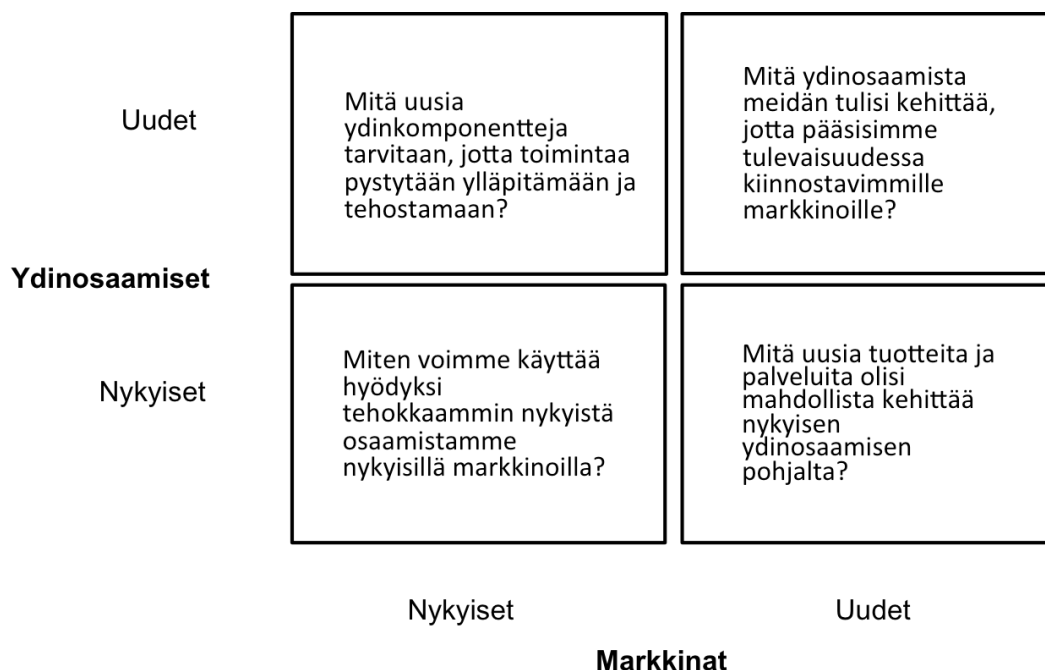 Uudet
Mitä uusia
ydinkomponentteja
tarvitaan, jotta toimintaa
pystytään ylläpitämään ja
tehostamaan?
Mitä ydinosaamista
meidän tulisi kehittää,
jotta pääsisimme
tulevaisuudessa
kiinnostavimmille
markkinoille?
Ydinosaamiset
Nykyiset
Miten voimme käyttää
hyödyksi
tehokkaammin nykyistä
osaamistamme
nykyisillä markkinoilla?
Mitä uusia tuotteita ja
palveluita olisi
mahdollista kehittää
nykyisen
ydinosaamisen
pohjalta?
Nykyiset
Uudet
Markkinat